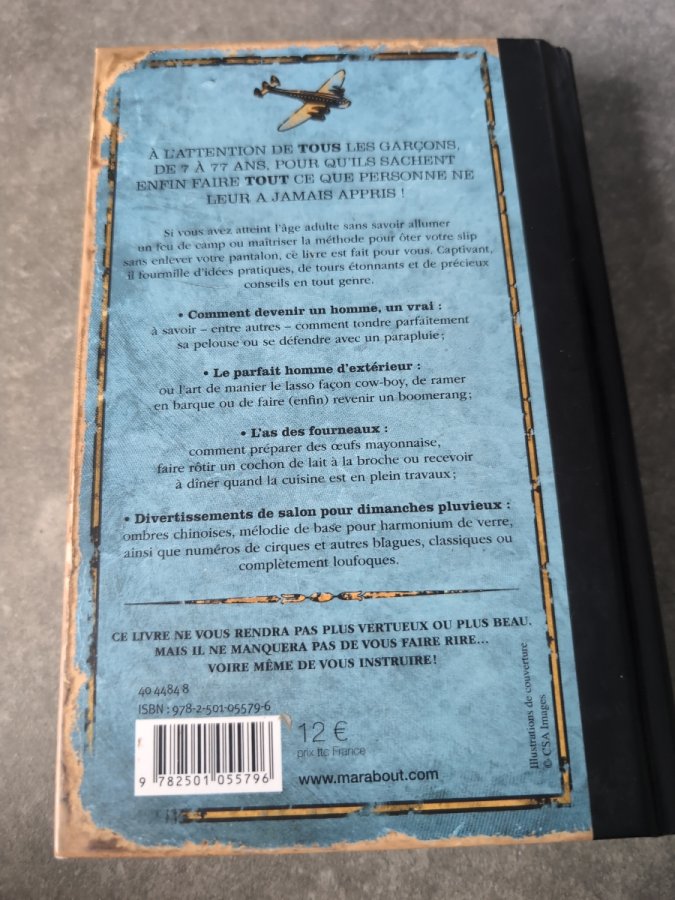 À L'ATTENTION DE TOUS LES GARÇONS,
DE 7 À 77 ANS, POUR QU'ILS SACHENT
ENFIN FAIRE TOUT CE QUE PERSONNE NE
LEUR A JAMAIS APPRIS !
Si vous avez atteint l'âge adulte sans savoir allumer
un feu de camp ou maîtriser la méthode pour ôter votre slip
sans enlever votre pantalon, ce livre est fait pour vous. Captivant,
il fourmille d'idées pratiques, de tours étonnants et de précieux
conseils en tout genre.
• Comment devenir un homme, un vrai :
à savoir – entre autres – comment tondre parfaitement
sa pelouse ou se défendre avec un parapluie ;
• Le parfait homme d'extérieur :
ou l'art de manier le lasso façon cow-boy, de ramer
en barque ou de faire (enfin) revenir un boomerang ;
• L'as des fourneaux :
comment préparer des œufs mayonnaise,
faire rôtir un cochon de lait à la broche ou recevoir
à dîner quand la cuisine est en plein travaux ;
• Divertissements de salon pour dimanches pluvieux :
ombres chinoises, mélodie de base pour harmonium de verre,
ainsi que numéros de cirques et autres blagues, classiques ou
complètement loufoques.
CE LIVRE NE VOUS RENDRA PAS PLUS VERTUEUX OU PLUS BEAU.
MAIS IL NE MANQUERA PAS DE VOUS FAIRE RIRE...
VOIRE MÊME DE VOUS INSTRUIRE !
40 4484 8
ISBN : 978-2-501-05579-6
9 782501 055796
12 €
prix ttc France
www.marabout.com
Illustrations de couverture
© CSA Images